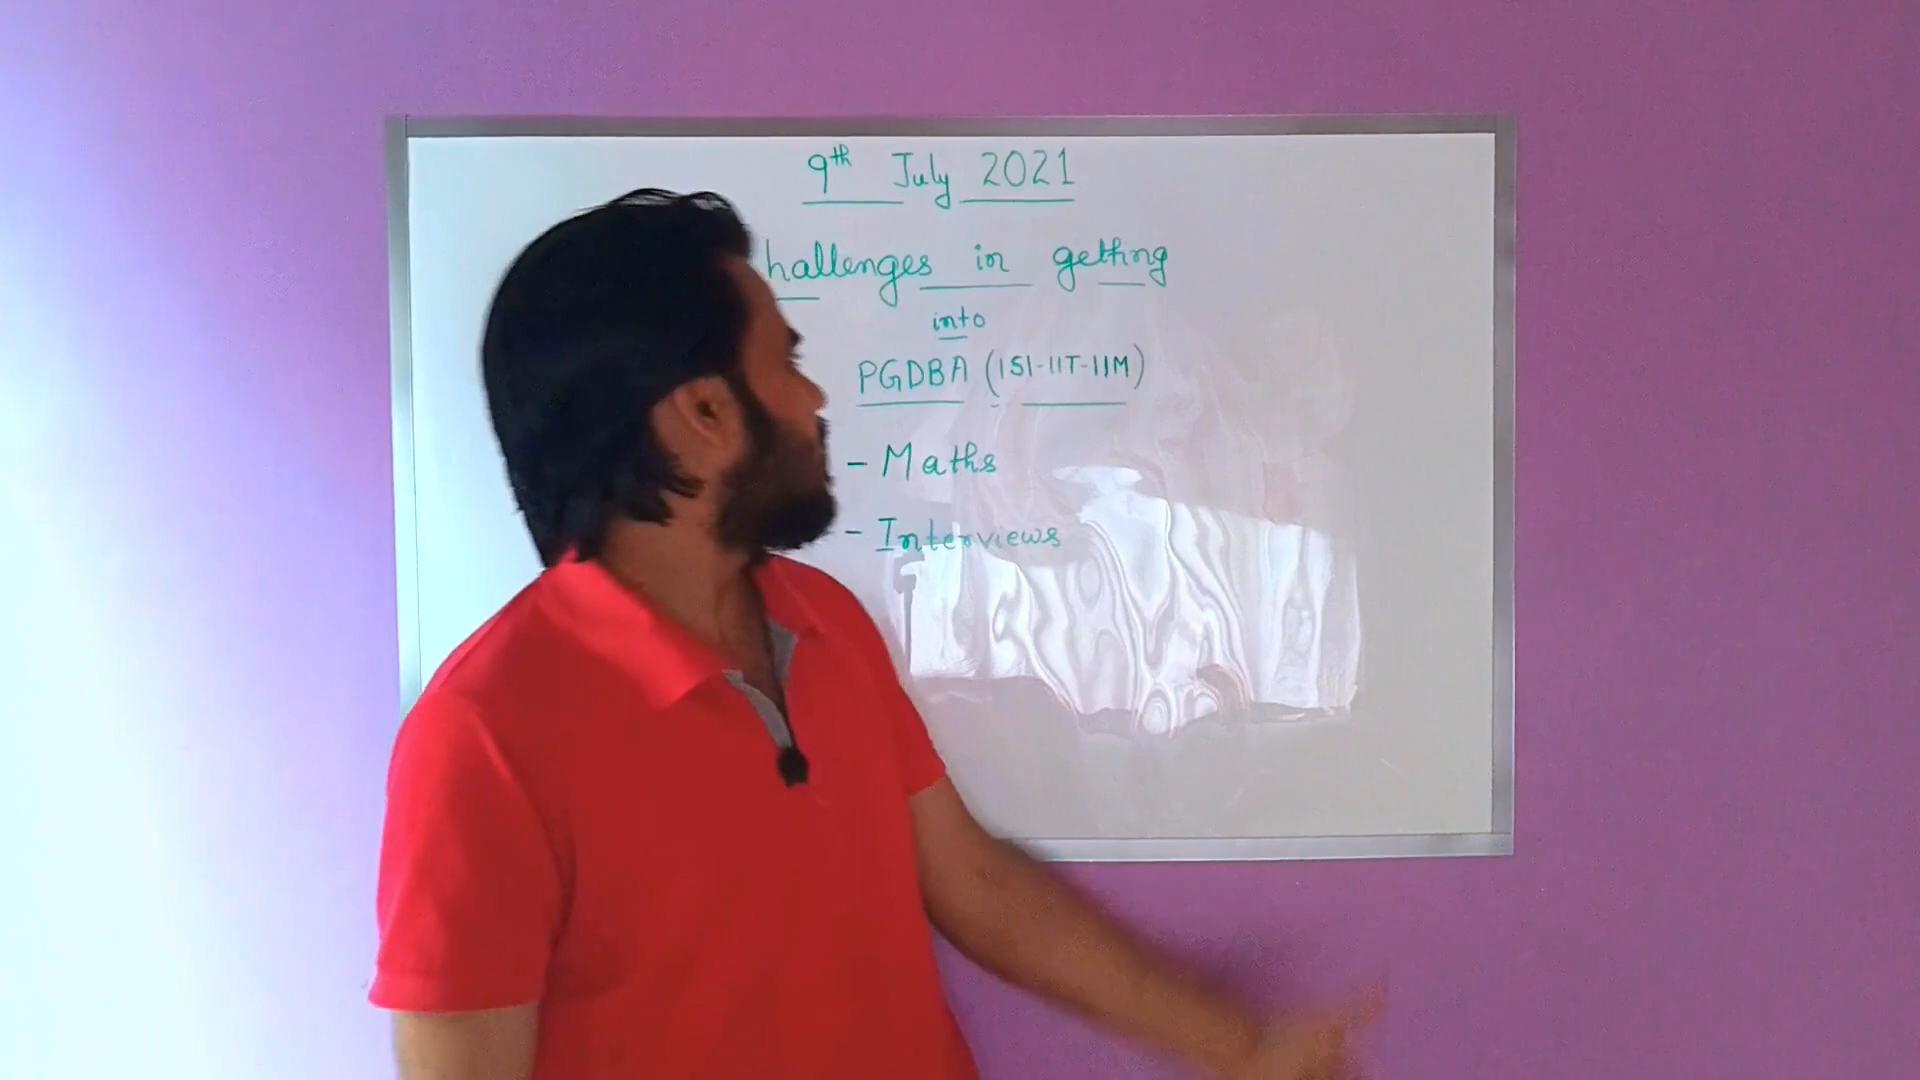 9th July 2021
hallenges in getting
into
PGDBA (ISI-IIT-IIM)
- Maths
- Interviews